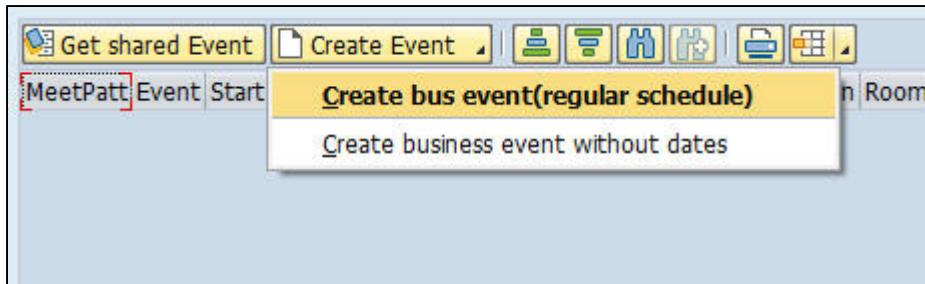 Get shared Event Create Event
MeetPatt Event Start n Room
Create bus event(regular schedule)
Create business event without dates